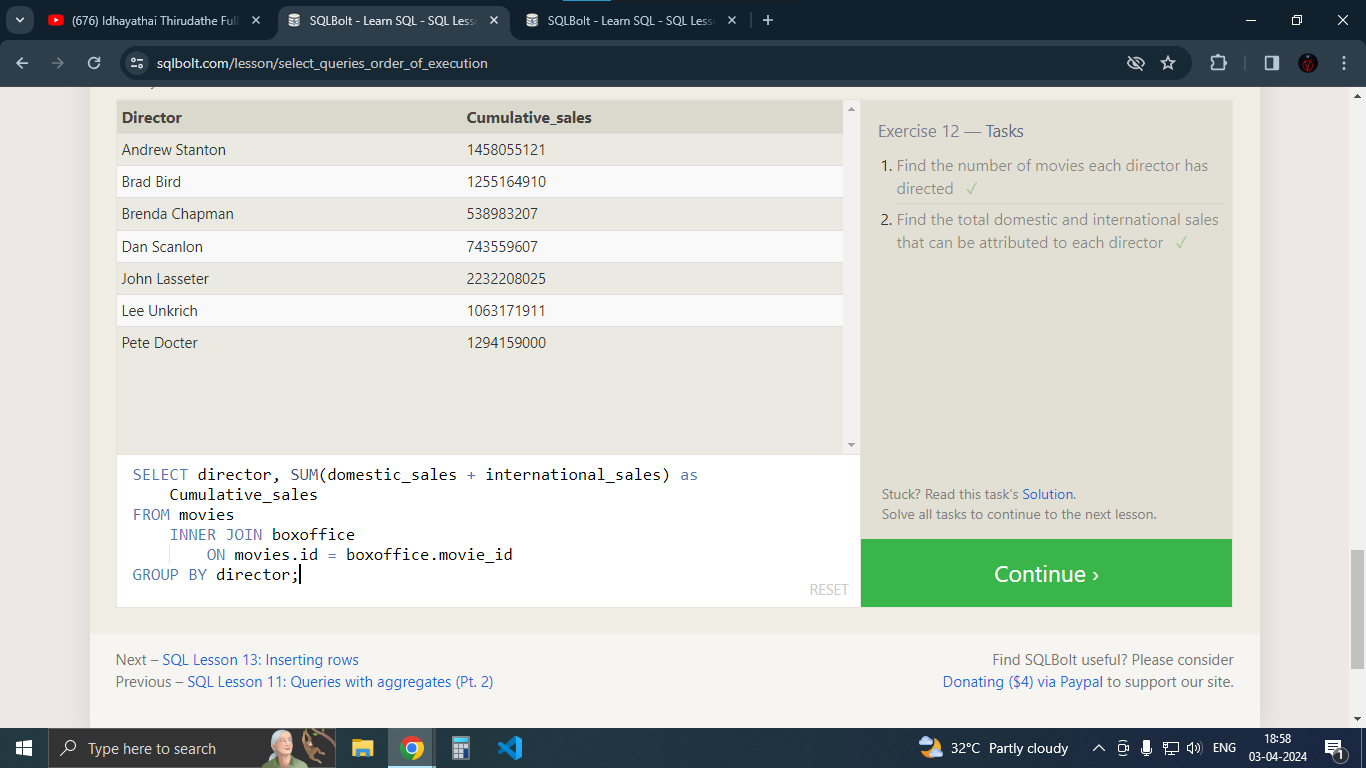 (676) Idhayathai Thirudathe Full
SQLBolt - Learn SQL - SQL Less
SQLBolt - Learn SQL - SQL Less
sqlbolt.com/lesson/select_queries_order_of_execution
Director Cumulative_sales
Andrew Stanton 1458055121
Brad Bird 1255164910
Brenda Chapman 538983207
Dan Scanlon 743559607
John Lasseter 2232208025
Lee Unkrich 1063171911
Pete Docter 1294159000
Exercise 12 — Tasks
1. Find the number of movies each director has
directed ✓
2. Find the total domestic and international sales
that can be attributed to each director ✓
Stuck? Read this task's Solution.
Solve all tasks to continue to the next lesson.
Continue ›
SELECT director, SUM(domestic_sales + international_sales) as
Cumulative_sales
FROM movies
INNER JOIN boxoffice
ON movies.id = boxoffice.movie_id
GROUP BY director;
RESET
Next – SQL Lesson 13: Inserting rows
Previous – SQL Lesson 11: Queries with aggregates (Pt. 2)
Find SQLBolt useful? Please consider
Donating ($4) via Paypal to support our site.
Type here to search
32°C Partly cloudy
ENG
18:58
03-04-2024
1